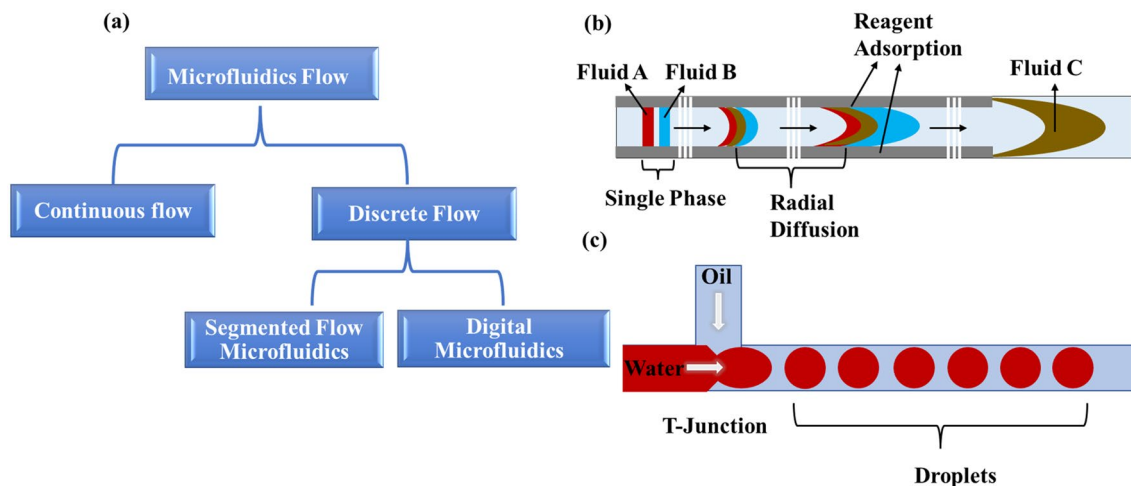 (a)
Microfluidics Flow
Continuous flow
Discrete Flow
Segmented Flow
Microfluidics
Digital
Microfluidics
(b)
Reagent
Adsorption
Fluid A
Fluid B
Fluid C
Single Phase
Radial
Diffusion
(c)
Oil
Water
T-Junction
Droplets